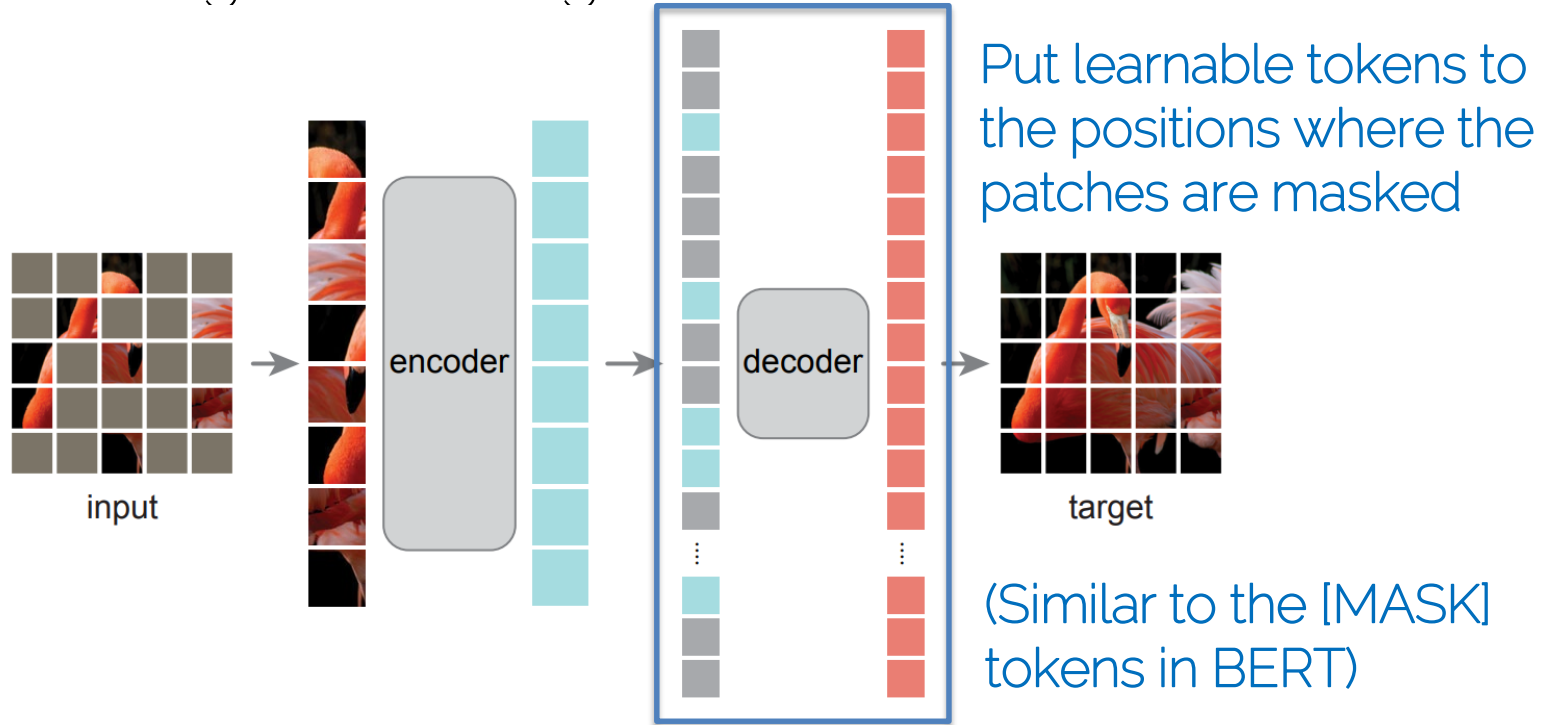 Put learnable tokens to
the positions where the
patches are masked
encoder
decoder
input
target
(Similar to the [MASK]
tokens in BERT)